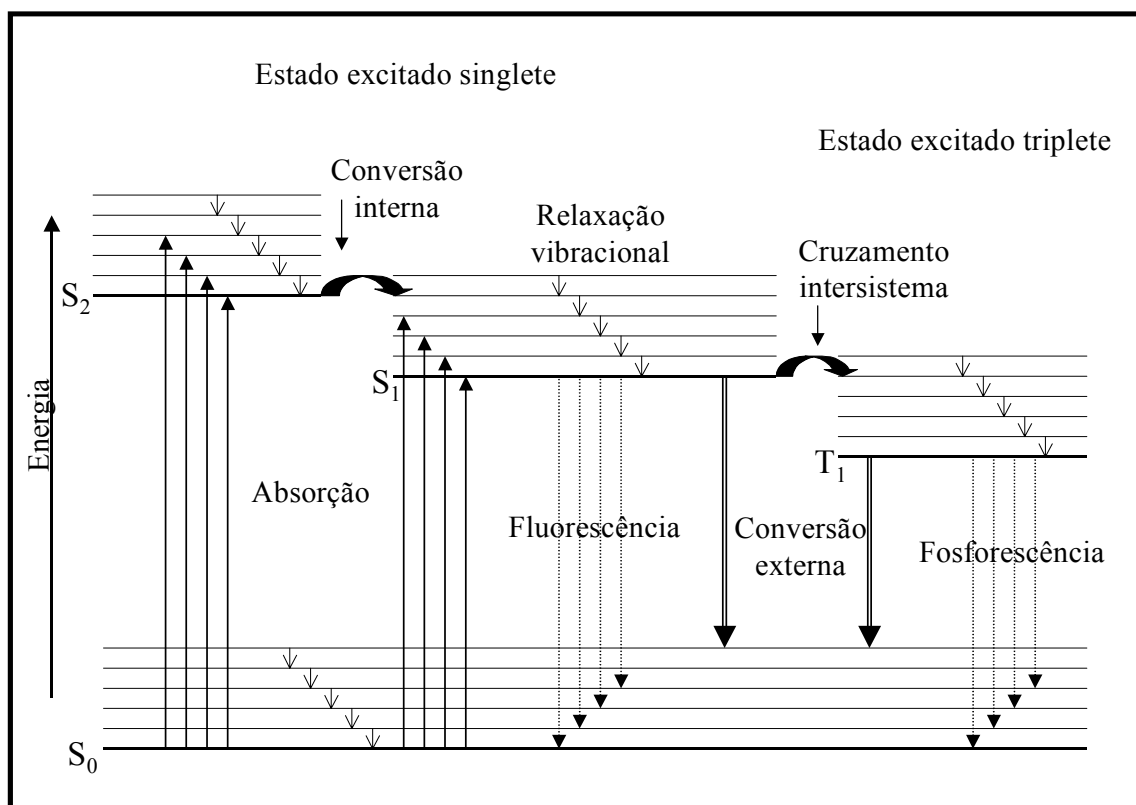 Estado excitado singlete
Estado excitado triplete
Conversão
interna
Relaxação
vibracional
Cruzamento
intersistema
S2
S1
T1
Energia
Absorção
Fluorescência
Conversão
externa
Fosforescência
S0